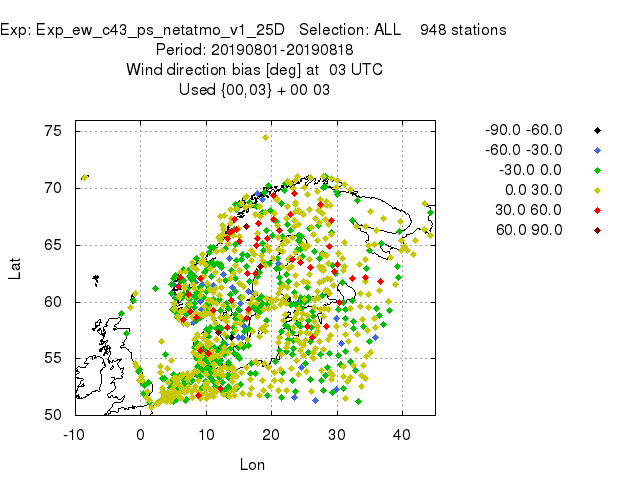 Exp: Exp_ew_c43_ps_netatmo_v1_25D Selection: ALL 948 stations
Period: 20190801-20190818
Wind direction bias [deg] at 03 UTC
Used {00,03} + 00 03
75
70
65
60
55
50
Lat
-10 0 10 20 30 40
Lon
-90.0 -60.0
-60.0 -30.0
-30.0 0.0
0.0 30.0
30.0 60.0
60.0 90.0